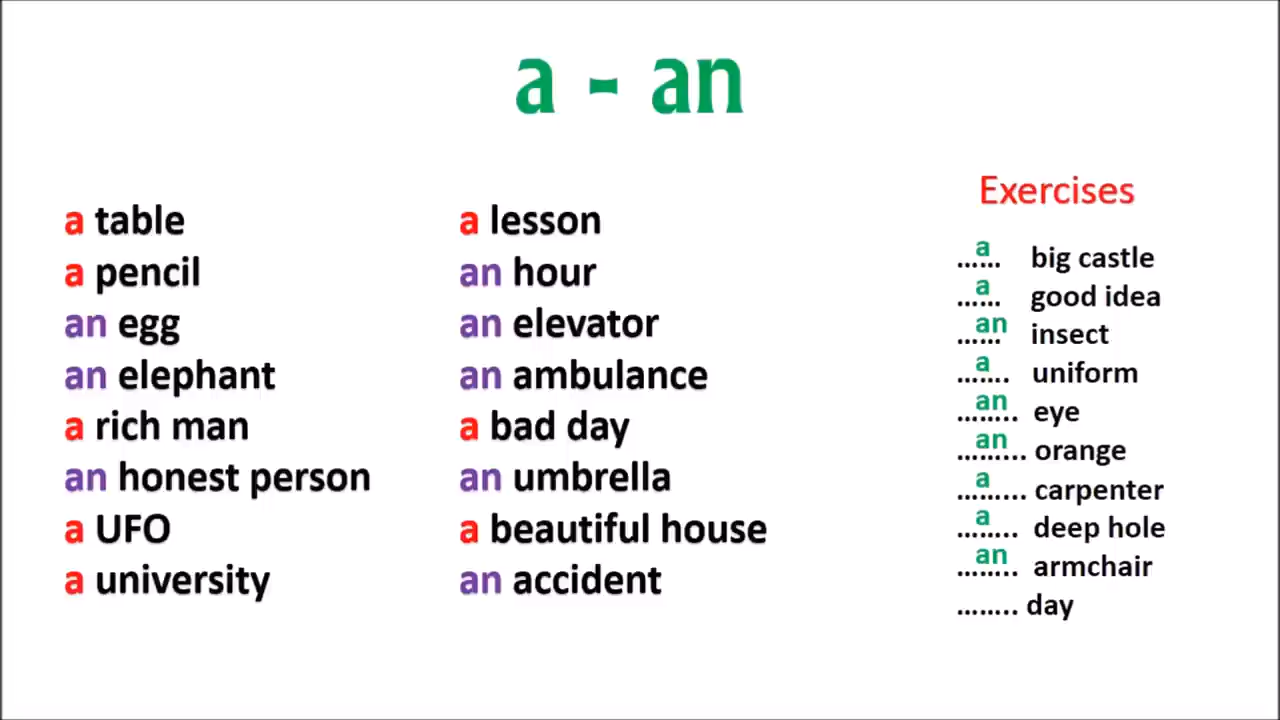 a - an
a table
a pencil
an egg
an elephant
a rich man
an honest person
a UFO
a university
a lesson
an hour
an elevator
an ambulance
a bad day
an umbrella
a beautiful house
an accident
Exercises
...a... big castle
...a... good idea
...an... insect
...a.... uniform
...an..... eye
...an...... orange
...a...... carpenter
...a..... deep hole
...an..... armchair
........ day